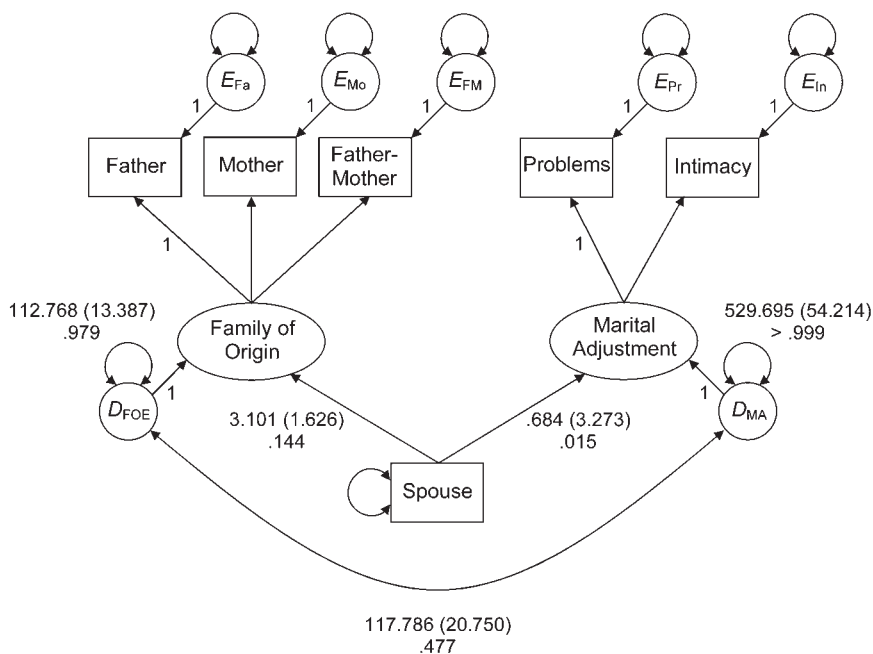 E_Fa
E_Mo
E_FM
E_Pr
E_In
1
1
1
1
1
Father
Mother
Father-
Mother
Problems
Intimacy
1
1
112.768 (13.387)
.979
Family of
Origin
Marital
Adjustment
529.695 (54.214)
> .999
D_FOE
1
3.101 (1.626)
.144
.684 (3.273)
.015
1
D_MA
Spouse
117.786 (20.750)
.477